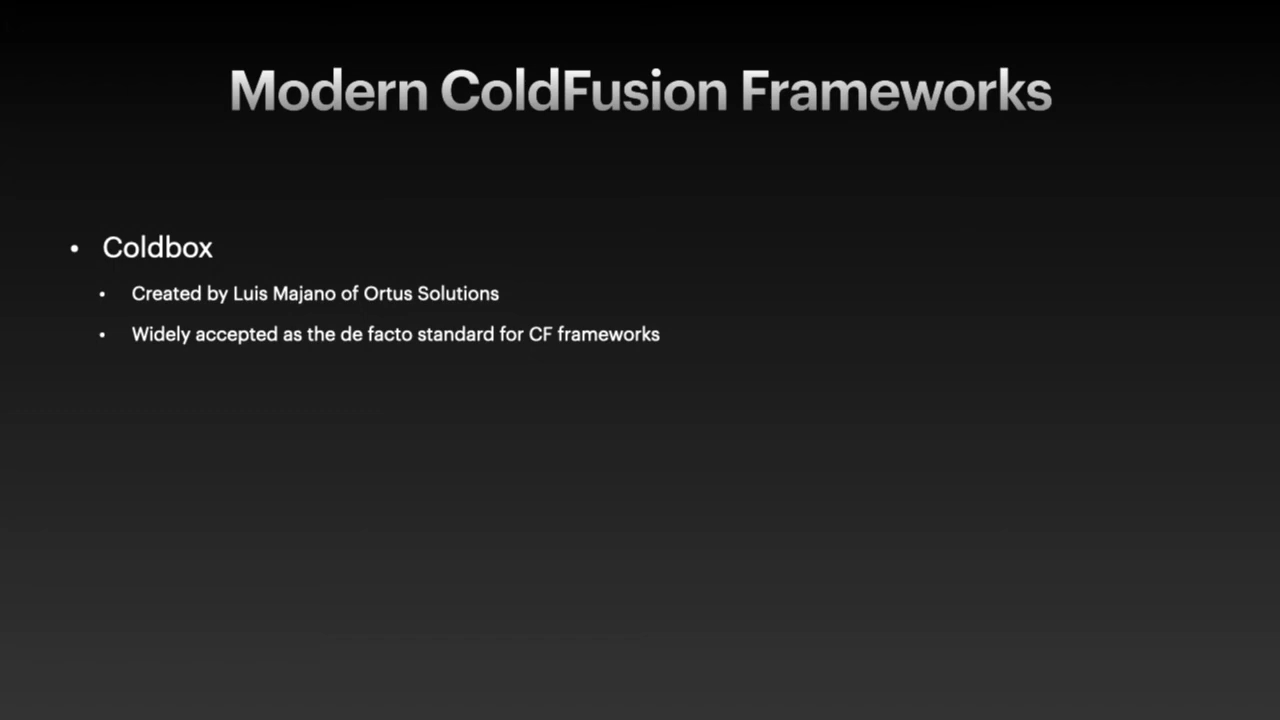 Modern ColdFusion Frameworks
• Coldbox
• Created by Luis Majano of Ortus Solutions
• Widely accepted as the de facto standard for CF frameworks